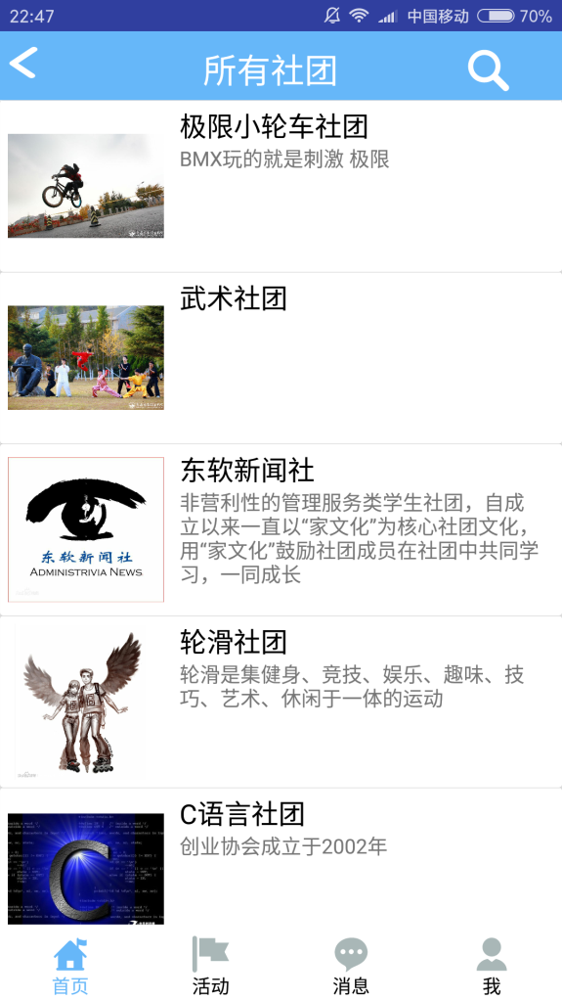 22:47
中国移动
70%
所有社团
极限小轮车社团
BMX玩的就是刺激 极限
武术社团
东软新闻社
ADMINISTRIVIA NEWS
东软新闻社
非营利性的管理服务类学生社团，自成
立以来一直以“家文化”为核心社团文化，
用“家文化”鼓励社团成员在社团中共同学
习，一同成长
轮滑社团
轮滑是集健身、竞技、娱乐、趣味、技
巧、艺术、休闲于一体的运动
C
C语言社团
创业协会成立于2002年
首页
活动
消息
我